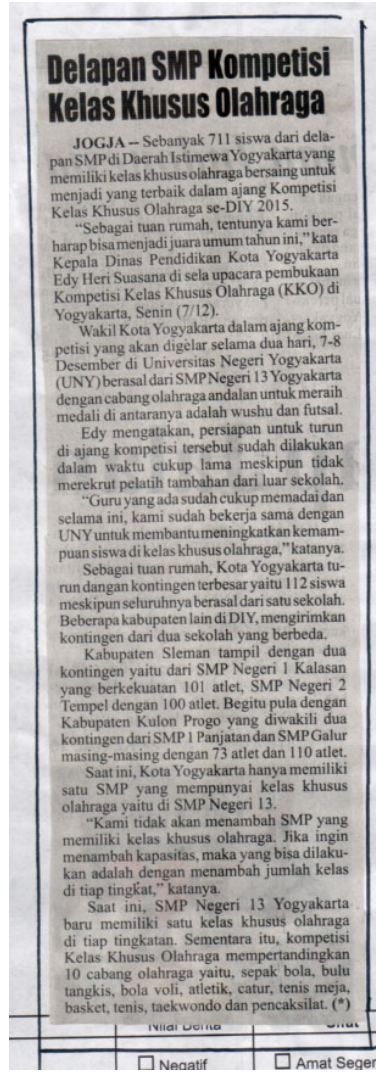 Delapan SMP Kompetisi
Kelas Khusus Olahraga
JOGJA -- Sebanyak 711 siswa dari dela-
pan SMP di Daerah Istimewa Yogyakarta yang
memiliki kelas khusus olahraga bersaing untuk
menjadi yang terbaik dalam ajang Kompetisi
Kelas Khusus Olahraga se-DIY 2015.
"Sebagai tuan rumah, tentunya kami ber-
harap bisa menjadi juara umum tahun ini," kata
Kepala Dinas Pendidikan Kota Yogyakarta
Edy Heri Suasana di sela upacara pembukaan
Kompetisi Kelas Khusus Olahraga (KKO) di
Yogyakarta, Senin (7/12).
Wakil Kota Yogyakarta dalam ajang kom-
petisi yang akan digelar selama dua hari, 7-8
Desember di Universitas Negeri Yogyakarta
(UNY) berasal dari SMP Negeri 13 Yogyakarta
dengan cabang olahraga andalan untuk meraih
medali di antaranya adalah wushu dan futsal.
Edy mengatakan, persiapan untuk turun
di ajang kompetisi tersebut sudah dilakukan
dalam waktu cukup lama meskipun tidak
merekrut pelatih tambahan dari luar sekolah.
"Guru yang ada sudah cukup memadai dan
selama ini, kami sudah bekerja sama dengan
UNY untuk membantu meningkatkan kemam-
puan siswa di kelas khusus olahraga," katanya.
Sebagai tuan rumah, Kota Yogyakarta tu-
run dangan kontingen terbesar yaitu 112 siswa
meskipun seluruhnya berasal dari satu sekolah.
Beberapa kabupaten lain di DIY, mengirimkan
kontingen dari dua sekolah yang berbeda.
Kabupaten Sleman tampil dengan dua
kontingen yaitu dari SMP Negeri 1 Kalasan
yang berkekuatan 101 atlet, SMP Negeri 2
Tempel dengan 100 atlet. Begitu pula dengan
Kabupaten Kulon Progo yang diwakili dua
kontingen dari SMP 1 Panjatan dan SMP Galur
masing-masing dengan 73 atlet dan 110 atlet.
Saat ini, Kota Yogyakarta hanya memiliki
satu SMP yang mempunyai kelas khusus
olahraga yaitu di SMP Negeri 13.
"Kami tidak akan menambah SMP yang
memiliki kelas khusus olahraga. Jika ingin
menambah kapasitas, maka yang bisa dilaku-
kan adalah dengan menambah jumlah kelas
di tiap tingkat," katanya.
Saat ini, SMP Negeri 13 Yogyakarta
baru memiliki satu kelas khusus olahraga
di tiap tingkatan. Sementara itu, kompetisi
Kelas Khusus Olahraga mempertandingkan
10 cabang olahraga yaitu, sepak bola, bulu
tangkis, bola voli, atletik, catur, tenis meja,
basket, tenis, taekwondo dan pencaksilat. (*)
Nilai Berita
Sifat
Negatif
Amat Seger